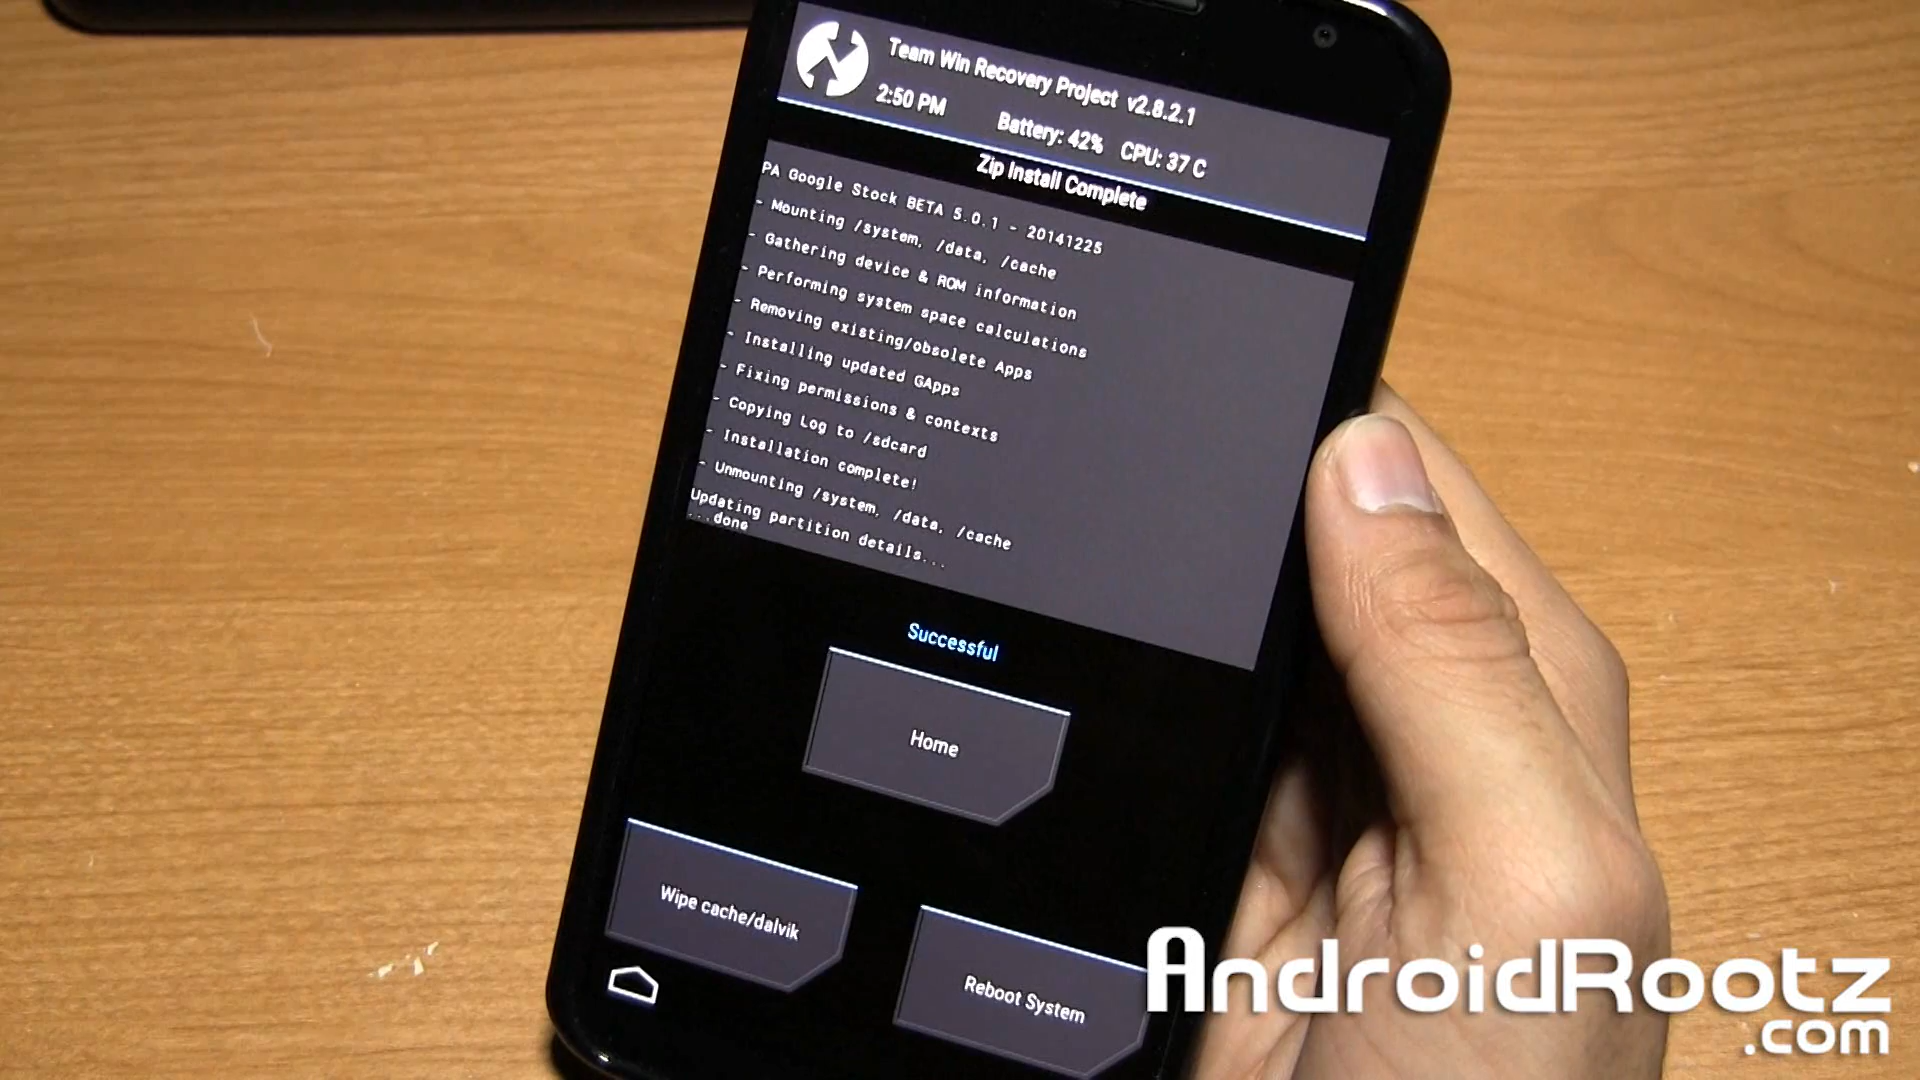 Team Win Recovery Project v2.8.2.1
2:50 PM Battery: 42% CPU: 37 C
Zip Install Complete
PA Google Stock BETA 5.0.1 - 20141225
- Mounting /system, /data, /cache
- Gathering device & ROM information
- Performing system space calculations
- Removing existing/obsolete Apps
- Installing updated GApps
- Fixing permissions & contexts
- Copying Log to /sdcard
- Installation complete!
- Unmounting /system, /data, /cache
Updating partition details...
...done
Successful
Home
Wipe cache/dalvik
Reboot System
AndroidRootz
.com